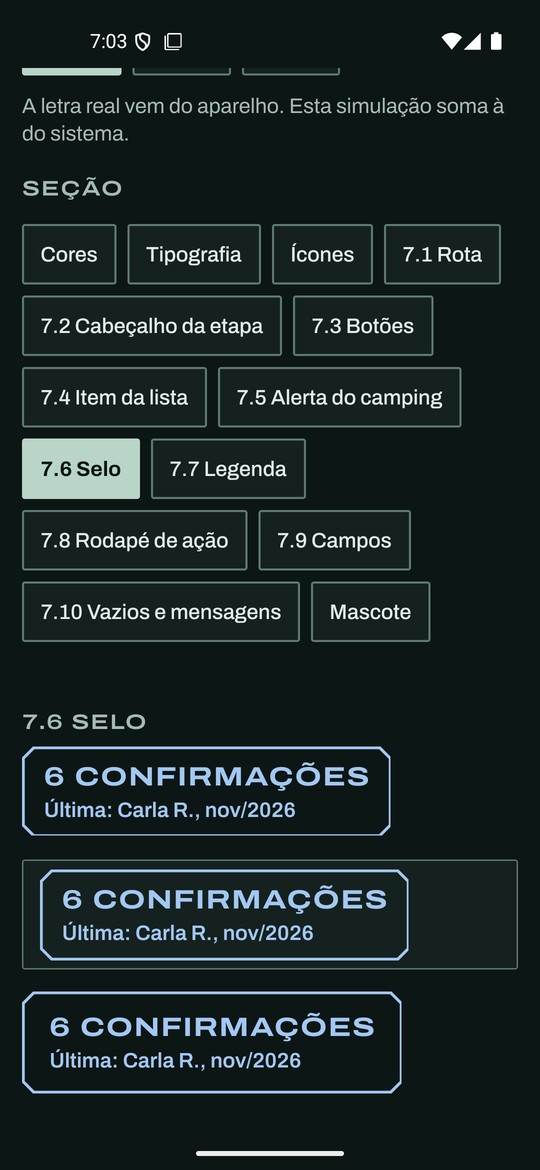 7:03
A letra real vem do aparelho. Esta simulação soma à
do sistema.
SEÇÃO
Cores
Tipografia
Ícones
7.1 Rota
7.2 Cabeçalho da etapa
7.3 Botões
7.4 Item da lista
7.5 Alerta do camping
7.6 Selo
7.7 Legenda
7.8 Rodapé de ação
7.9 Campos
7.10 Vazios e mensagens
Mascote
7.6 SELO
6 CONFIRMAÇÕES
Última: Carla R., nov/2026
6 CONFIRMAÇÕES
Última: Carla R., nov/2026
6 CONFIRMAÇÕES
Última: Carla R., nov/2026